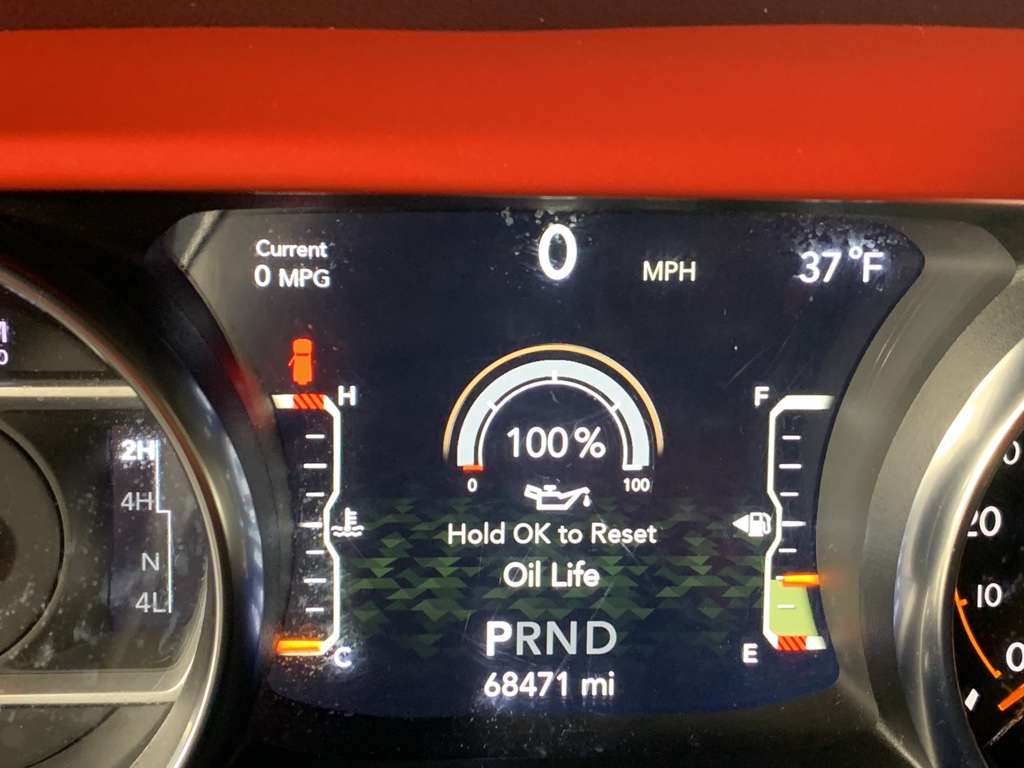 Current
0 MPG
0 MPH
37°F
H
F
2H
4H
N
4L
100%
0
100
Hold OK to Reset
Oil Life
C
E
PRND
68471 mi
20
10
0